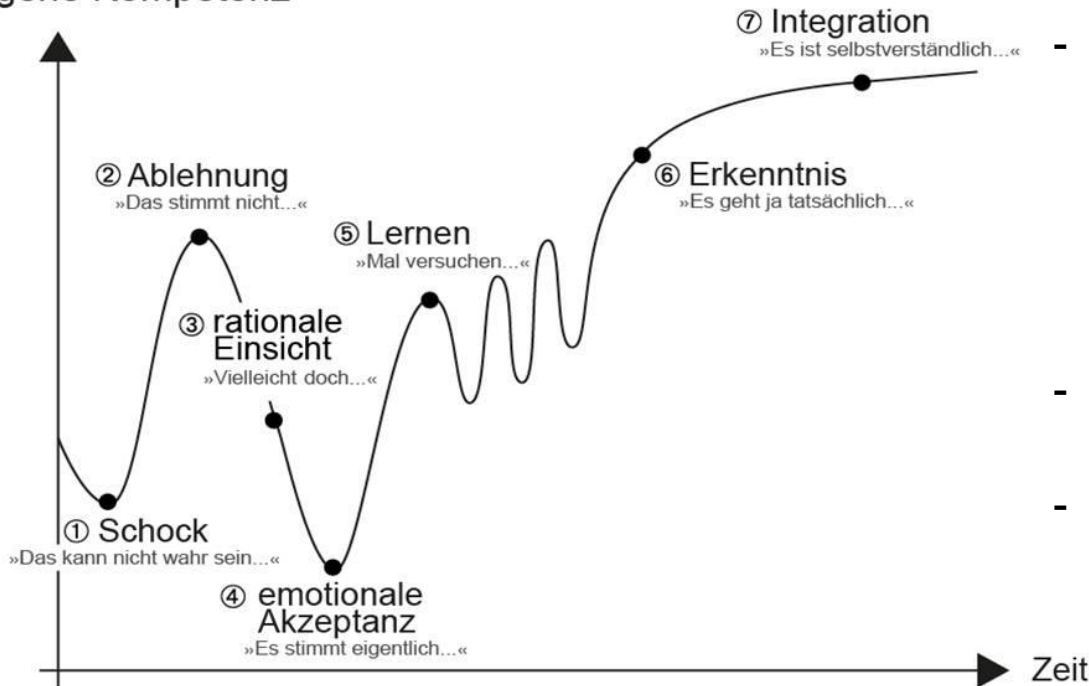 ⑦ Integration
»Es ist selbstverständlich...«
-
② Ablehnung
»Das stimmt nicht...«
⑥ Erkenntnis
»Es geht ja tatsächlich...«
⑤ Lernen
»Mal versuchen...«
③ rationale
Einsicht
»Vielleicht doch...«
-
-
① Schock
»Das kann nicht wahr sein...«
④ emotionale
Akzeptanz
»Es stimmt eigentlich...«
Zeit